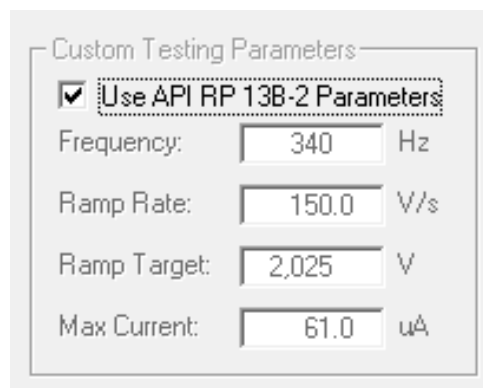 Custom Testing Parameters
Use API RP 13B-2 Parameters
Frequency: 340 Hz
Ramp Rate: 150.0 V/s
Ramp Target: 2,025 V
Max Current: 61.0 uA